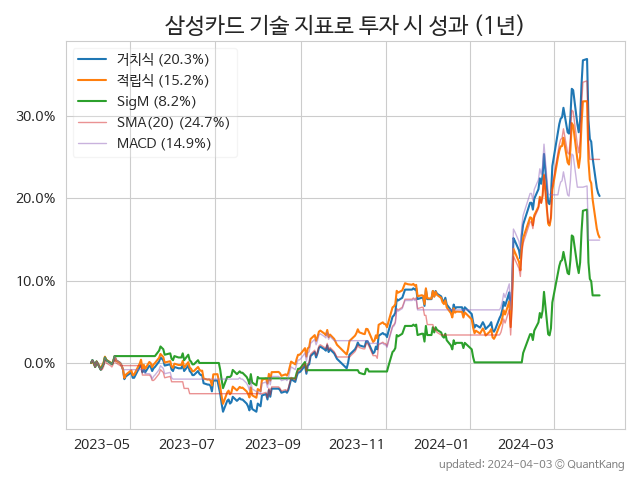 삼성카드 기술 지표로 투자 시 성과 (1년)
거치식 (20.3%)
적립식 (15.2%)
SigM (8.2%)
SMA(20) (24.7%)
MACD (14.9%)
30.0%
20.0%
10.0%
0.0%
2023-05 2023-07 2023-09 2023-11 2024-01 2024-03
updated: 2024-04-03 © QuantKang